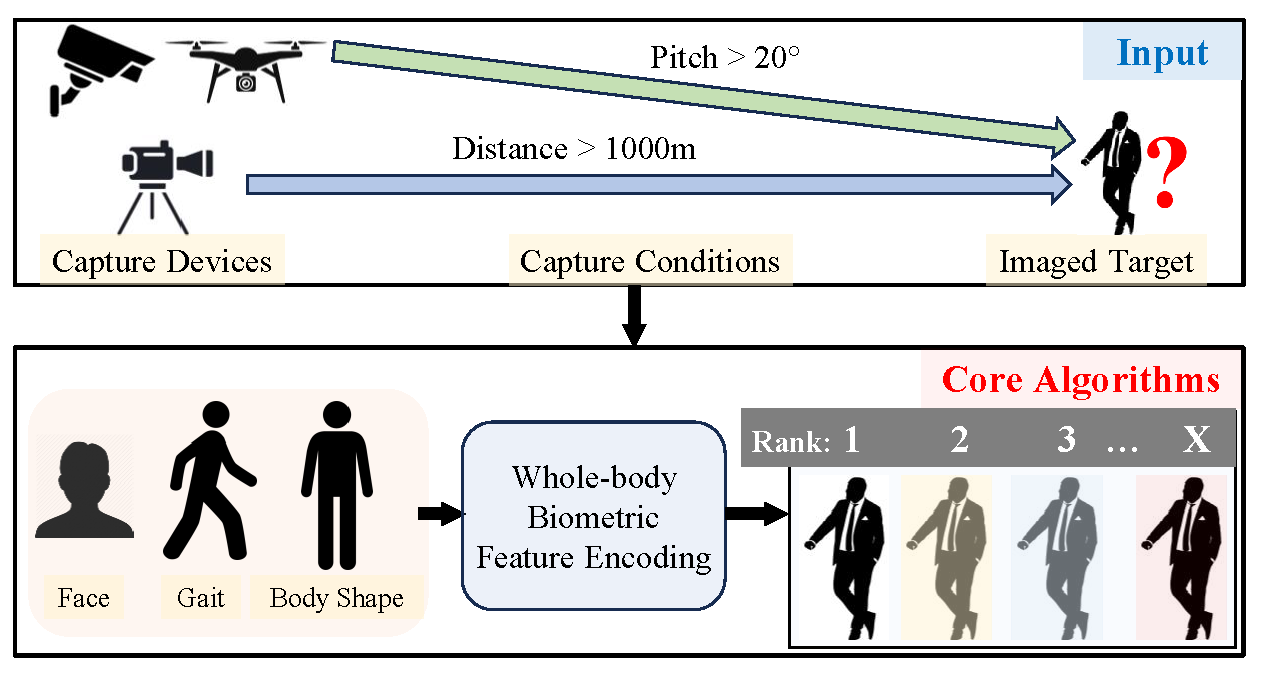 Input
Pitch > 20°
Distance > 1000m
?
Capture Devices
Capture Conditions
Imaged Target
Core Algorithms
Rank: 1 2 3 ... X
Whole-body
Biometric
Feature Encoding
Face
Gait
Body Shape